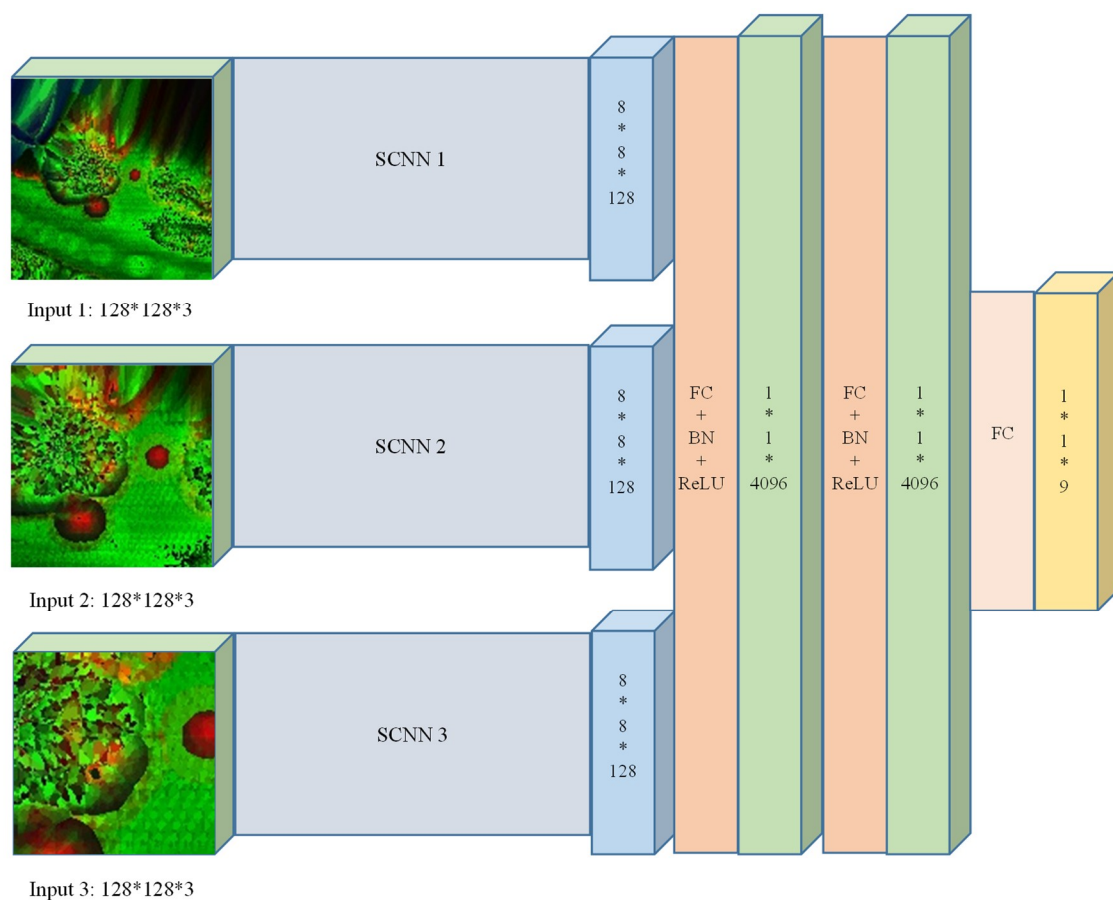 SCNN 1
8
*
8
*
128
Input 1: 128*128*3
SCNN 2
8
*
8
*
128
Input 2: 128*128*3
SCNN 3
8
*
8
*
128
Input 3: 128*128*3
FC
+
BN
+
ReLU
1
*
1
*
4096
FC
+
BN
+
ReLU
1
*
1
*
4096
FC
1
*
1
*
9